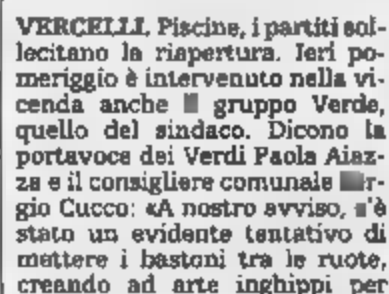 VERCELLI. Piscine, i partiti sol-
lecitano la riapertura. Ieri po-
meriggio è intervenuto nella vi-
cenda anche gruppo Verde,
quello del sindaco. Dicono la
portavoce dei Verdi Paola Aiaz-
za e il consigliere comunale
gio Cucco: «A nostro avviso,
stato un evidente tentativo di
mettere i bastoni tra le ruote,
creando ad arte inghippi per